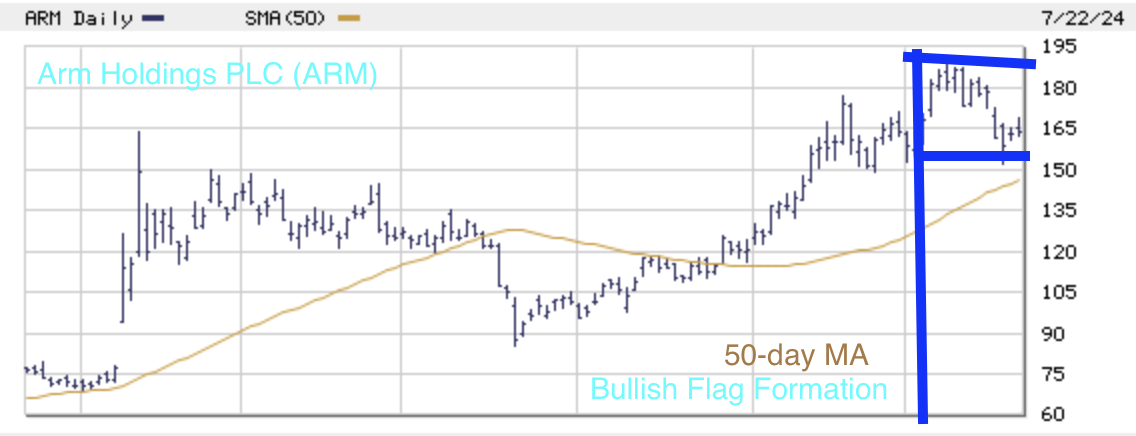 ARM Daily SMA(50) 7/22/24
Arm Holdings PLC (ARM)
195
180
165
150
135
120
105
90
75
60
50-day MA
Bullish Flag Formation